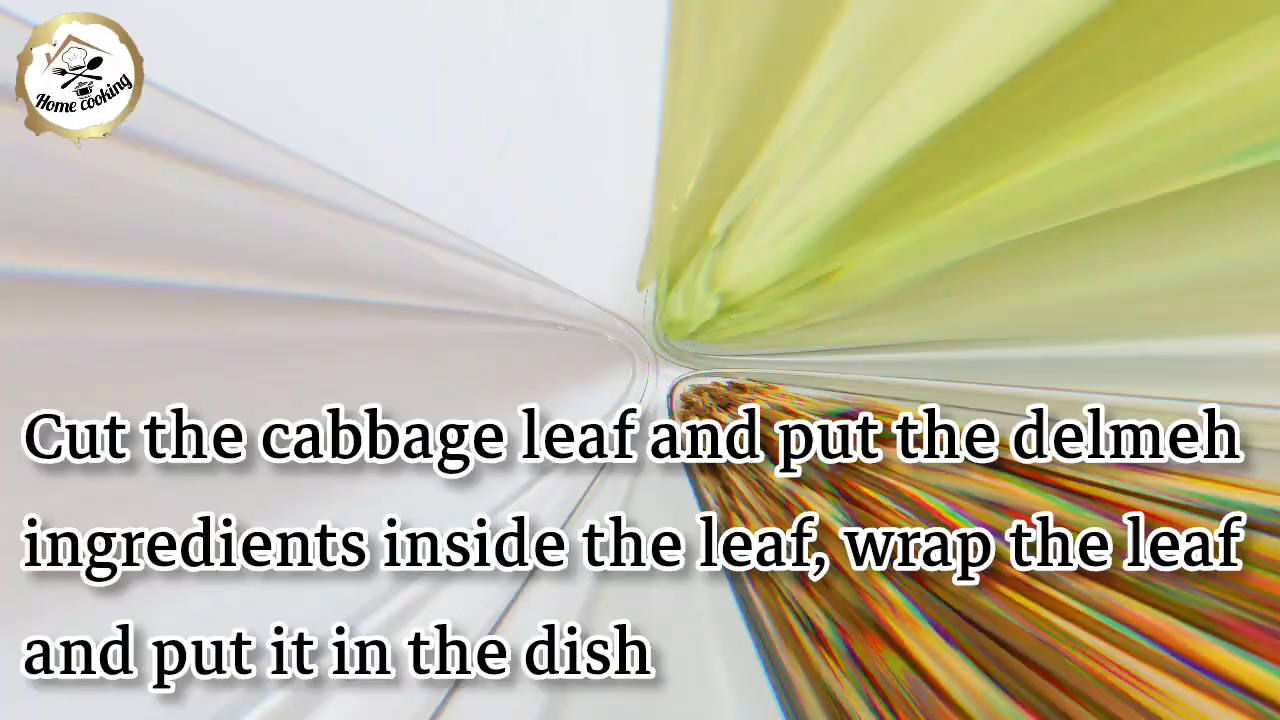 Home cooking
Cut the cabbage leaf and put the delmeh
ingredients inside the leaf, wrap the leaf
and put it in the dish